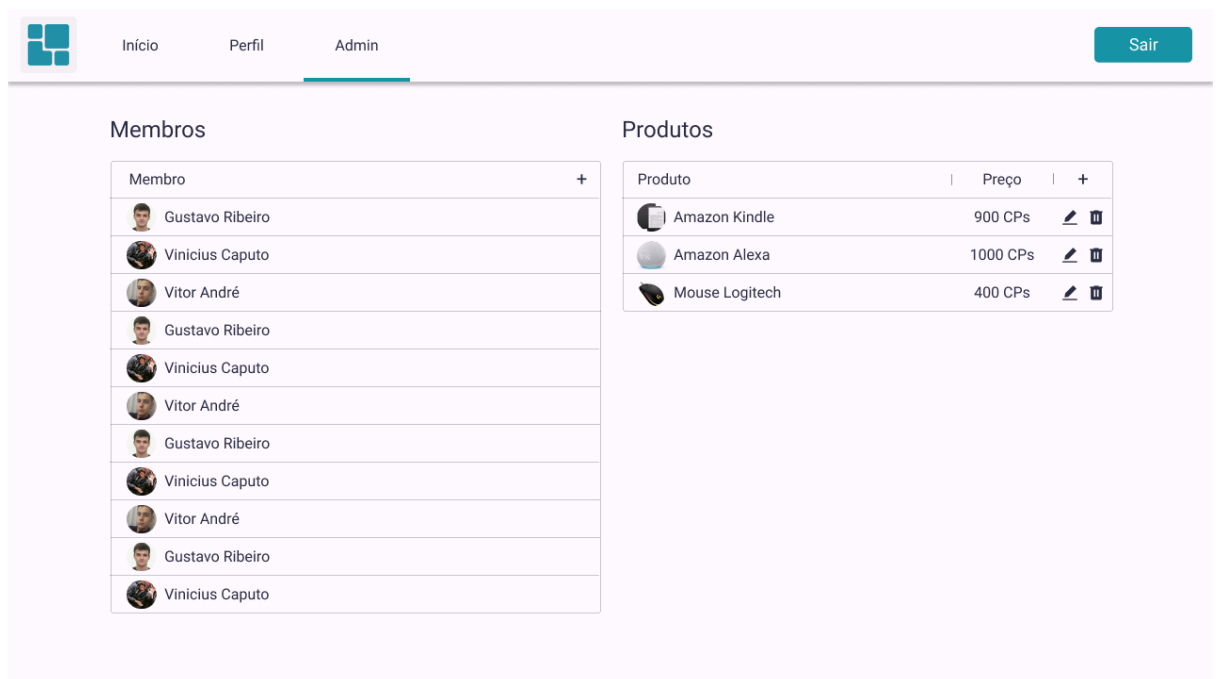 Início Perfil Admin Sair
Membros
Membro +
Gustavo Ribeiro
Vinicius Caputo
Vitor André
Gustavo Ribeiro
Vinicius Caputo
Vitor André
Gustavo Ribeiro
Vinicius Caputo
Vitor André
Gustavo Ribeiro
Vinicius Caputo
Produtos
Produto | Preço | +
Amazon Kindle 900 CPs
Amazon Alexa 1000 CPs
Mouse Logitech 400 CPs